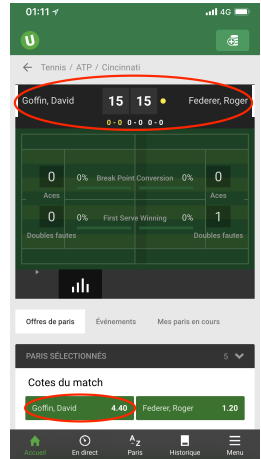 01:11
4G
U
Tennis / ATP / Cincinnati
Goffin, David 15 15 Federer, Roger
0 - 0 0 - 0 0 - 0
0 0% Break Point Conversion 0% 0
Aces Aces
0 0% First Serve Winning 0% 1
Doubles fautes Doubles fautes
Offres de paris Événements Mes paris en cours
PARIS SÉLECTIONNÉS 5
Cotes du match
Goffin, David 4.40 Federer, Roger 1.20
Accueil En direct Paris Historique Menu